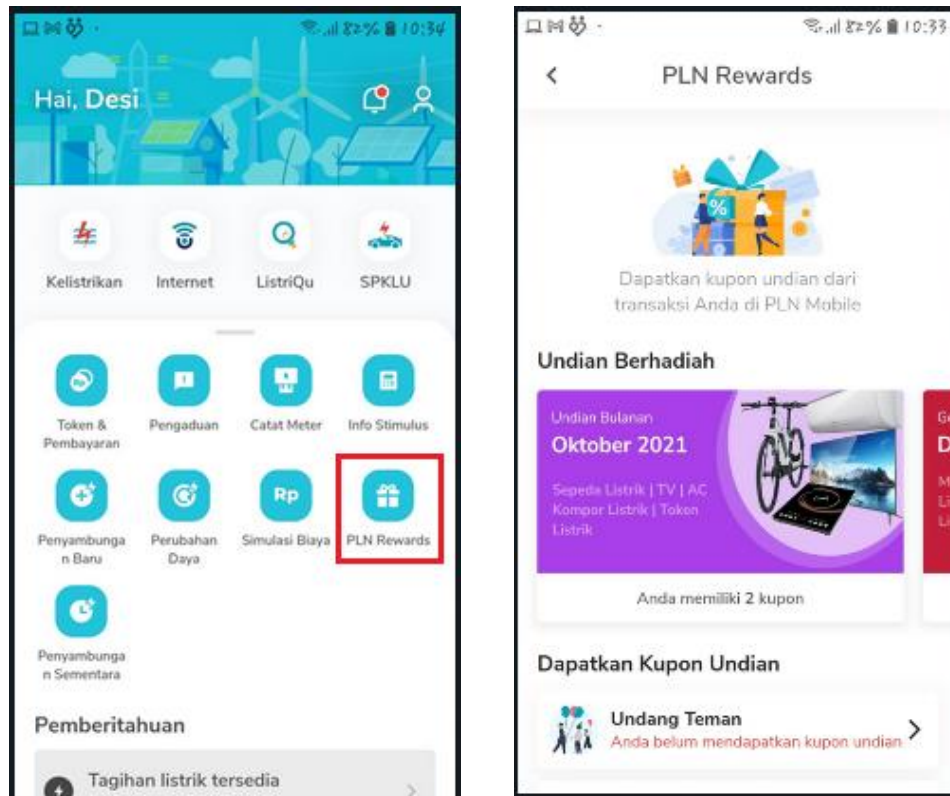 82% 10:34
Hai, Desi
Kelistrikan
Internet
ListriQu
SPKLU
Token &
Pembayaran
Pengaduan
Catat Meter
Info Stimulus
Penyambunga
n Baru
Perubahan
Daya
Rp
Simulasi Biaya
PLN Rewards
Penyambunga
n Sementara
Pemberitahuan
Tagihan listrik tersedia
82% 10:33
PLN Rewards
%
Dapatkan kupon undian dari
transaksi Anda di PLN Mobile
Undian Berhadiah
Undian Bulanan
Oktober 2021
Sepeda Listrik | TV | AC
Kompor Listrik | Token
Listrik
Anda memiliki 2 kupon
Dapatkan Kupon Undian
Undang Teman
Anda belum mendapatkan kupon undian